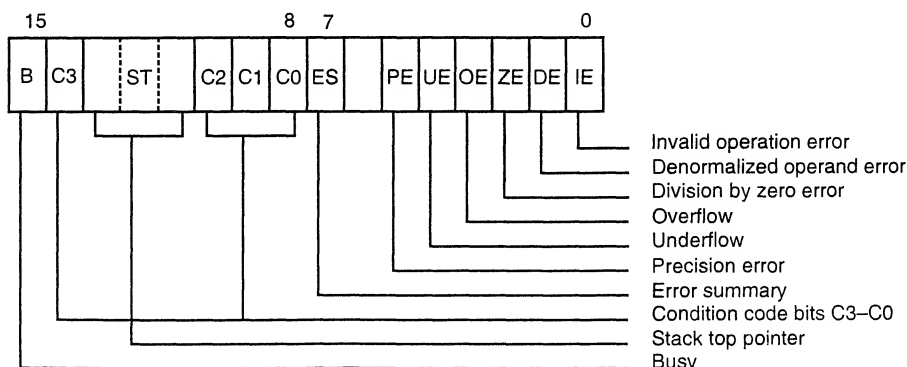 15 8 7 0
B C3 ST C2 C1 C0 ES PE UE OE ZE DE IE
Invalid operation error
Denormalized operand error
Division by zero error
Overflow
Underflow
Precision error
Error summary
Condition code bits C3–C0
Stack top pointer
Busy